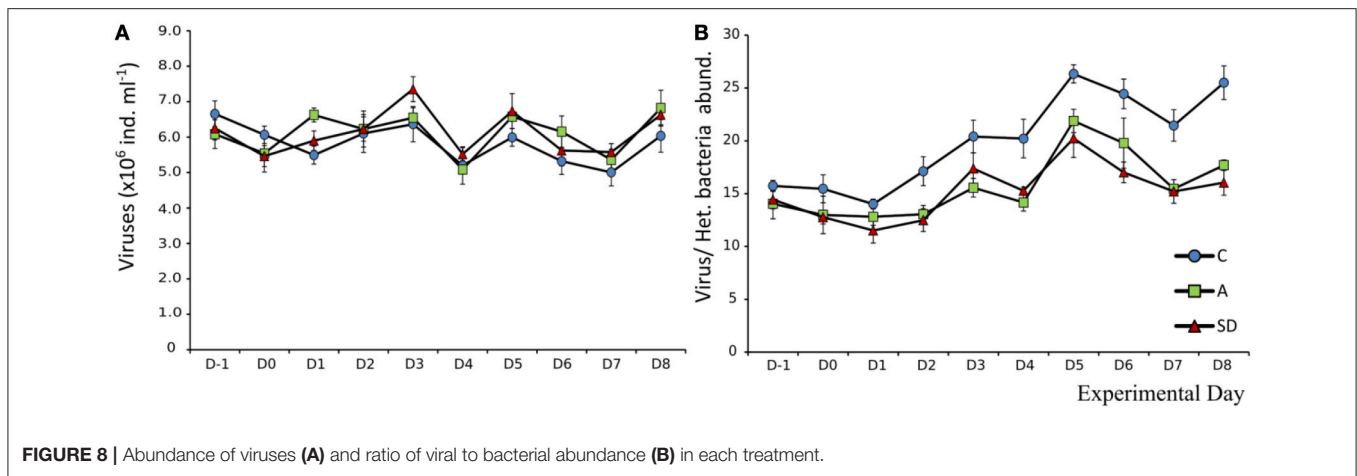 A
Viruses (x10⁶ ind. ml⁻¹)
9.0
8.0
7.0
6.0
5.0
4.0
3.0
2.0
1.0
0
D-1 D0 D1 D2 D3 D4 D5 D6 D7 D8
B
Virus/ Het. bacteria abund.
30
25
20
15
10
5
0
C
A
SD
D-1 D0 D1 D2 D3 D4 D5 D6 D7 D8
Experimental Day
FIGURE 8 | Abundance of viruses (A) and ratio of viral to bacterial abundance (B) in each treatment.